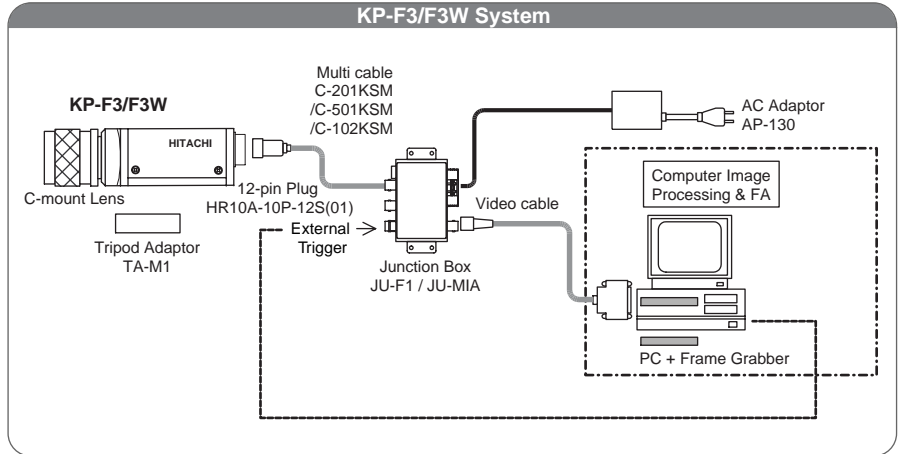 KP-F3/F3W System
Multi cable
C-201KSM
/C-501KSM
/C-102KSM
KP-F3/F3W
HITACHI
C-mount Lens
Tripod Adaptor
TA-M1
12-pin Plug
HR10A-10P-12S(01)
External
Trigger
Junction Box
JU-F1 / JU-MIA
Video cable
AC Adaptor
AP-130
Computer Image
Processing & FA
PC + Frame Grabber